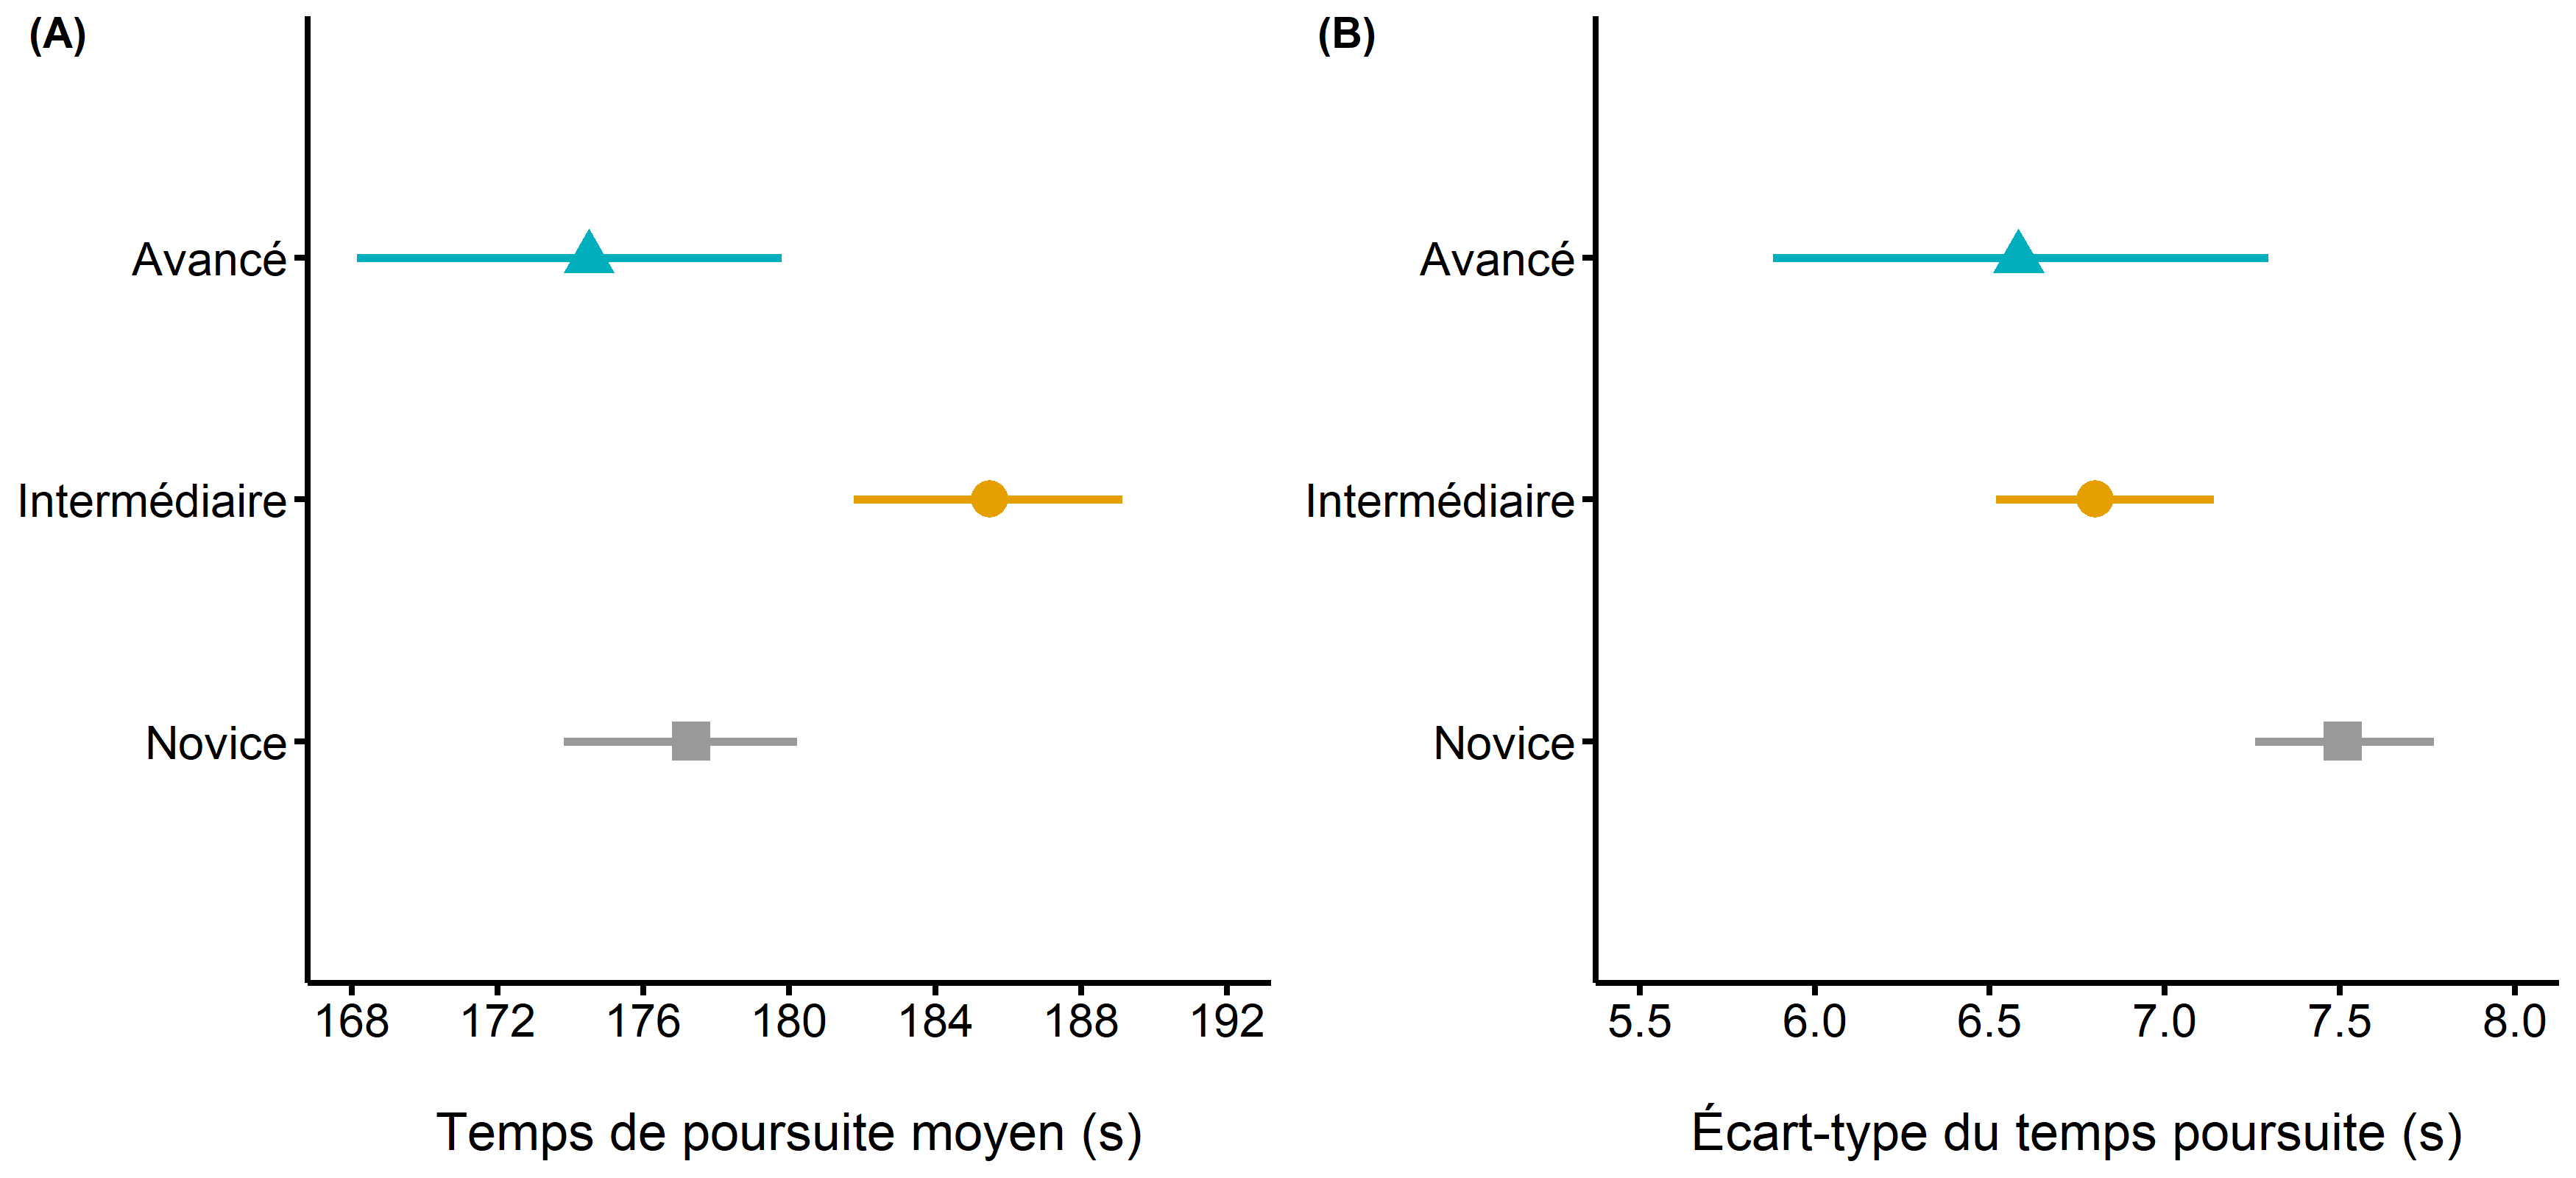 (A)
Avancé
Intermédiaire
Novice
168 172 176 180 184 188 192
Temps de poursuite moyen (s)
(B)
Avancé
Intermédiaire
Novice
5.5 6.0 6.5 7.0 7.5 8.0
Écart-type du temps poursuite (s)